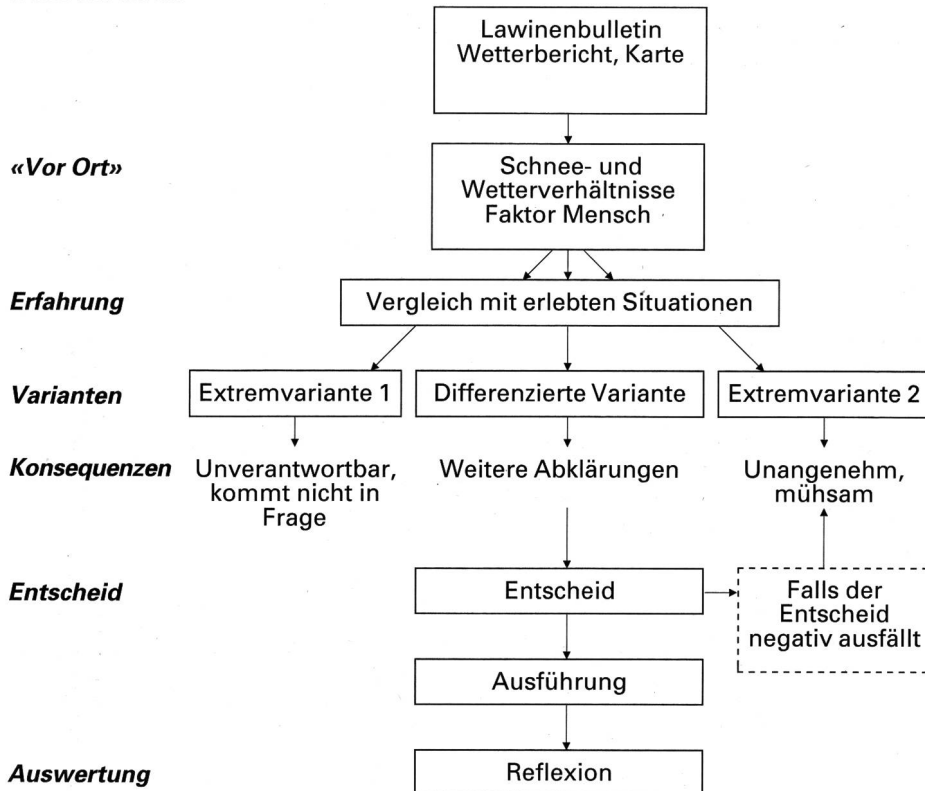 Lawinenbulletin
Wetterbericht, Karte
«Vor Ort»
Schnee- und
Wetterverhältnisse
Faktor Mensch
Erfahrung
Vergleich mit erlebten Situationen
Varianten
Extremvariante 1
Differenzierte Variante
Extremvariante 2
Konsequenzen
Unverantwortbar,
kommt nicht in
Frage
Weitere Abklärungen
Unangenehm,
mühsam
Entscheid
Entscheid
Falls der
Entscheid
negativ ausfällt
Ausführung
Auswertung
Reflexion